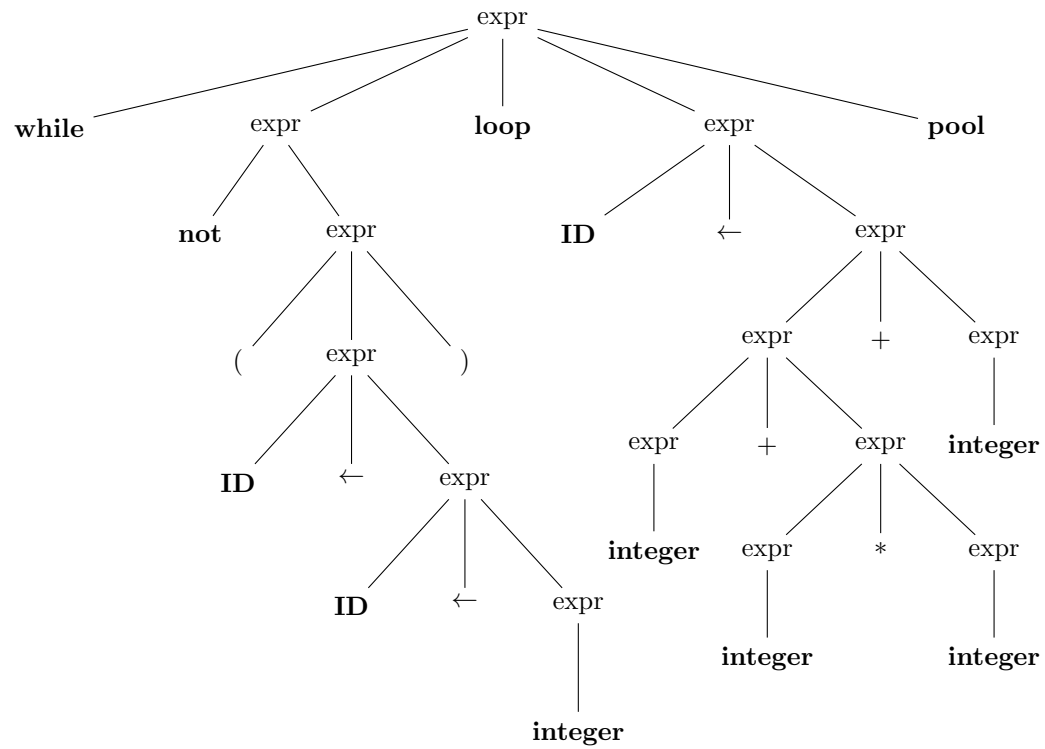 expr
while expr loop expr pool
not expr ID ← expr
( expr ) expr + expr
ID ← expr expr + expr integer
ID ← expr integer expr * expr
integer integer integer